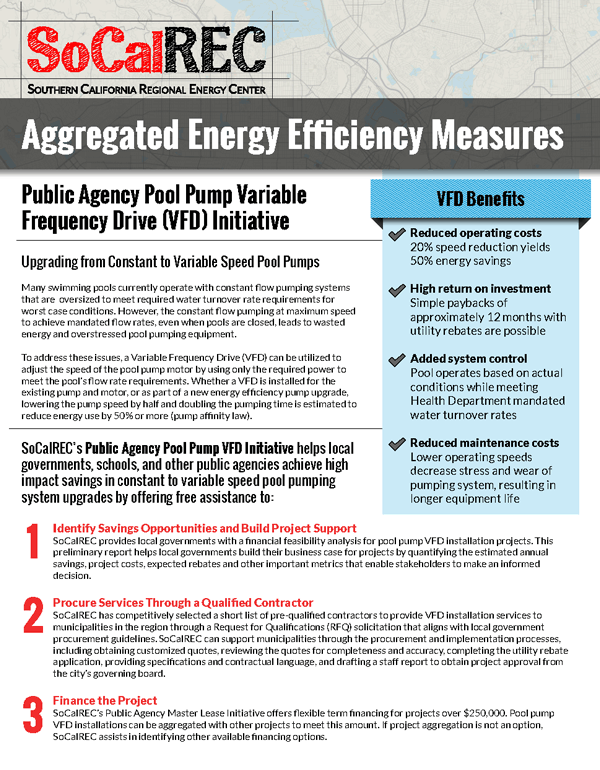 SoCalREC
SOUTHERN CALIFORNIA REGIONAL ENERGY CENTER
Aggregated Energy Efficiency Measures
Public Agency Pool Pump Variable
Frequency Drive (VFD) Initiative
Upgrading from Constant to Variable Speed Pool Pumps
Many swimming pools currently operate with constant flow pumping systems
that are oversized to meet required water turnover rate requirements for
worst case conditions. However, the constant flow pumping at maximum speed
to achieve mandated flow rates, even when pools are closed, leads to wasted
energy and overstressed pool pumping equipment.
To address these issues, a Variable Frequency Drive (VFD) can be utilized to
adjust the speed of the pool pump motor by using only the required power to
meet the pool's flow rate requirements. Whether a VFD is installed for the
existing pump and motor, or as part of a new energy efficiency pump upgrade,
lowering the pump speed by half and doubling the pumping time is estimated to
reduce energy use by 50% or more (pump affinity law).
SoCalREC's Public Agency Pool Pump VFD Initiative helps local
governments, schools, and other public agencies achieve high
impact savings in constant to variable speed pool pumping
system upgrades by offering free assistance to:
VFD Benefits
Reduced operating costs
20% speed reduction yields
50% energy savings
High return on investment
Simple paybacks of
approximately 12 months with
utility rebates are possible
Added system control
Pool operates based on actual
conditions while meeting
Health Department mandated
water turnover rates
Reduced maintenance costs
Lower operating speeds
decrease stress and wear of
pumping system, resulting in
longer equipment life
1 Identify Savings Opportunities and Build Project Support
SoCalREC provides local governments with a financial feasibility analysis for pool pump VFD installation projects. This
preliminary report helps local governments build their business case for projects by quantifying the estimated annual
savings, project costs, expected rebates and other important metrics that enable stakeholders to make an informed
decision.
2 Procure Services Through a Qualified Contractor
SoCalREC has competitively selected a short list of pre-qualified contractors to provide VFD installation services to
municipalities in the region through a Request for Qualifications (RFQ) solicitation that aligns with local government
procurement guidelines. SoCalREC can support municipalities through the procurement and implementation processes,
including obtaining customized quotes, reviewing the quotes for completeness and accuracy, completing the utility rebate
application, providing specifications and contractual language, and drafting a staff report to obtain project approval from
the city's governing board.
3 Finance the Project
SoCalREC's Public Agency Master Lease Initiative offers flexible term financing for projects over $250,000. Pool pump
VFD installations can be aggregated with other projects to meet this amount. If project aggregation is not an option,
SoCalREC assists in identifying other available financing options.